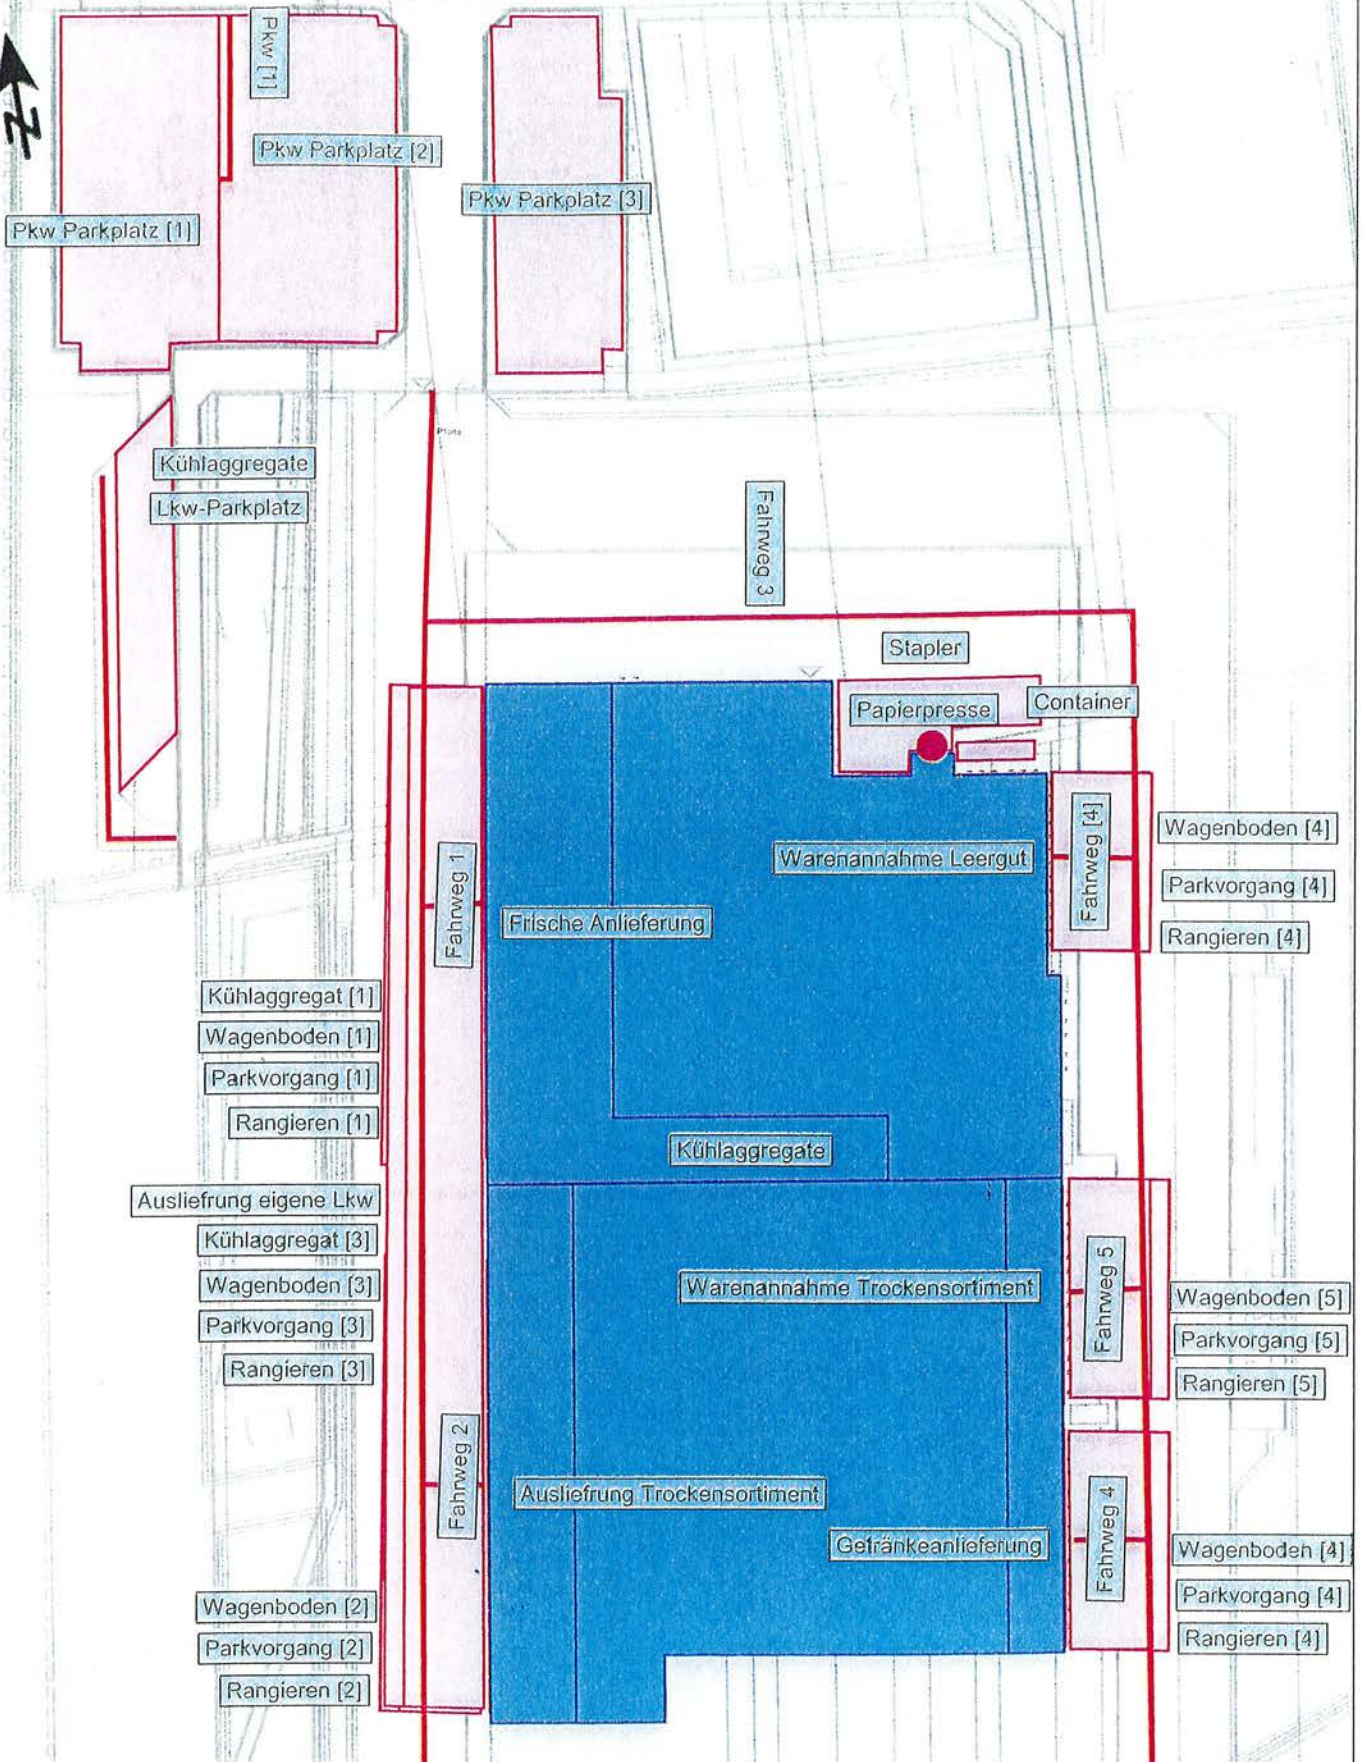 Pkw [1]
N
Pkw Parkplatz [2]
Pkw Parkplatz [3]
Pkw Parkplatz [1]
Pforte
Kühlaggregate
Lkw-Parkplatz
Fahrweg 3
Stapler
Papierpresse
Container
Wagenboden [4]
Fahrweg [4]
Warenannahme Leergut
Parkvorgang [4]
Fahrweg 1
Frische Anlieferung
Rangieren [4]
Kühlaggregat [1]
Wagenboden [1]
Parkvorgang [1]
Rangieren [1]
Kühlaggregate
Ausliefrung eigene Lkw
Kühlaggregat [3]
Wagenboden [3]
Warenannahme Trockensortiment
Fahrweg 5
Wagenboden [5]
Parkvorgang [3]
Parkvorgang [5]
Rangieren [3]
Rangieren [5]
Fahrweg 2
Ausliefrung Trockensortiment
Getränkeanlieferung
Fahrweg 4
Wagenboden [4]
Wagenboden [2]
Parkvorgang [4]
Parkvorgang [2]
Rangieren [4]
Rangieren [2]